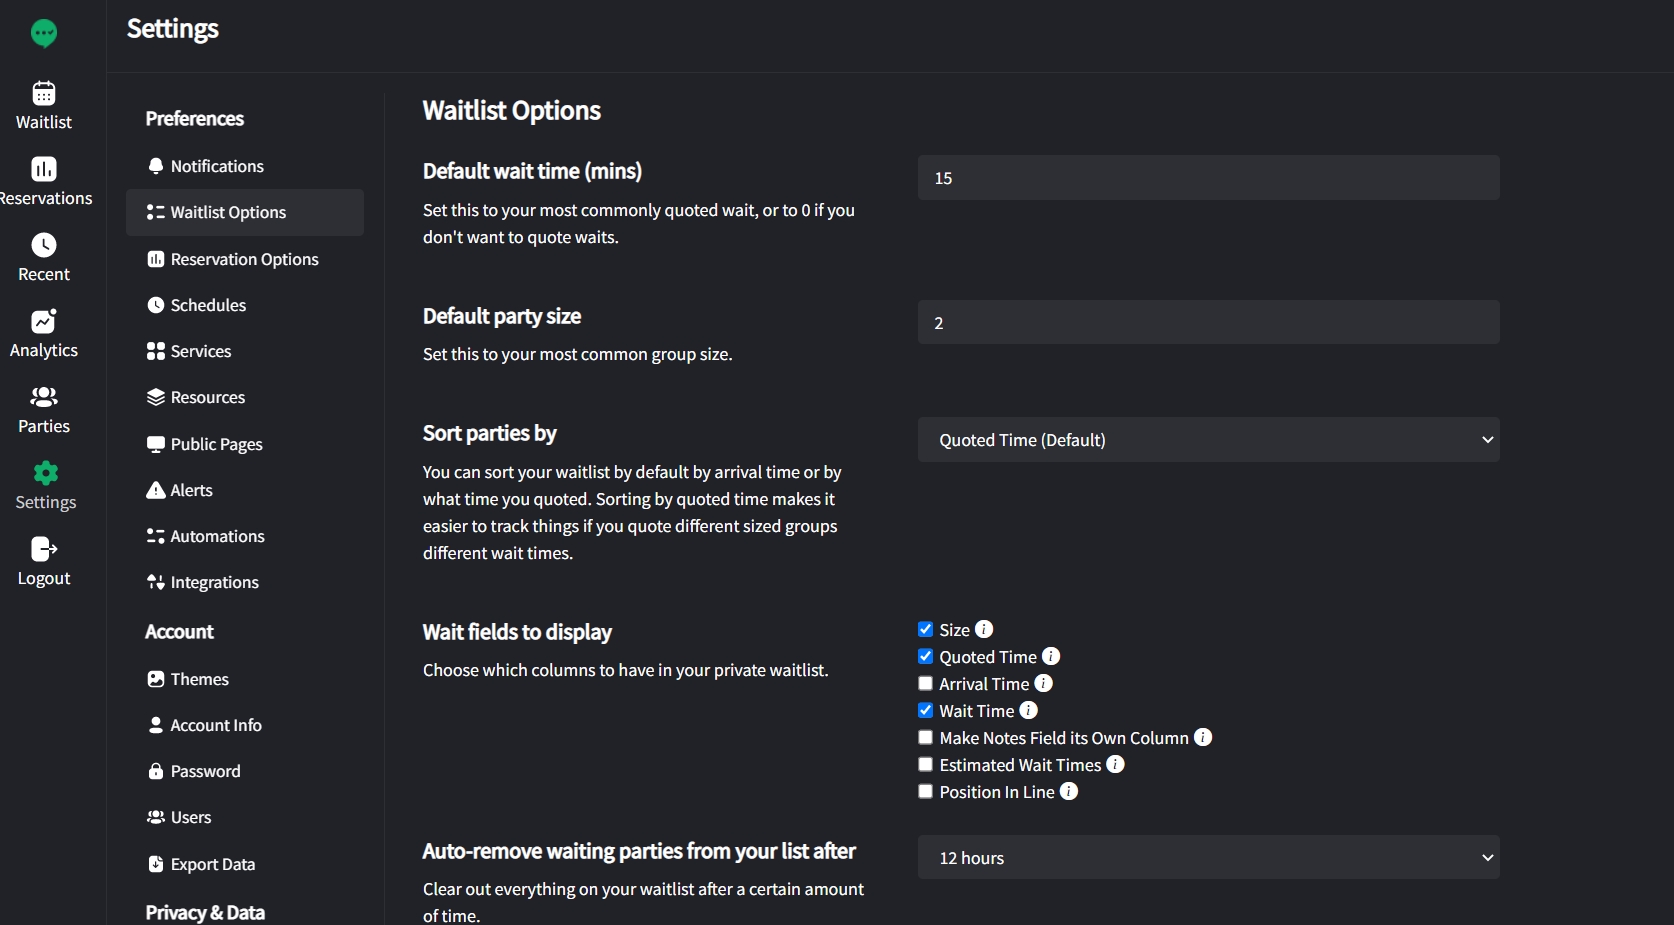 Settings
Waitlist
Reservations
Recent
Analytics
Parties
Settings
Logout
Preferences
Notifications
Waitlist Options
Reservation Options
Schedules
Services
Resources
Public Pages
Alerts
Automations
Integrations
Account
Themes
Account Info
Password
Users
Export Data
Privacy & Data
Waitlist Options
Default wait time (mins)
Set this to your most commonly quoted wait, or to 0 if you
don't want to quote waits.
15
Default party size
Set this to your most common group size.
2
Sort parties by
You can sort your waitlist by default by arrival time or by
what time you quoted. Sorting by quoted time makes it
easier to track things if you quote different sized groups
different wait times.
Quoted Time (Default)
Wait fields to display
Choose which columns to have in your private waitlist.
Size
Quoted Time
Arrival Time
Wait Time
Make Notes Field its Own Column
Estimated Wait Times
Position In Line
Auto-remove waiting parties from your list after
Clear out everything on your waitlist after a certain amount
of time.
12 hours